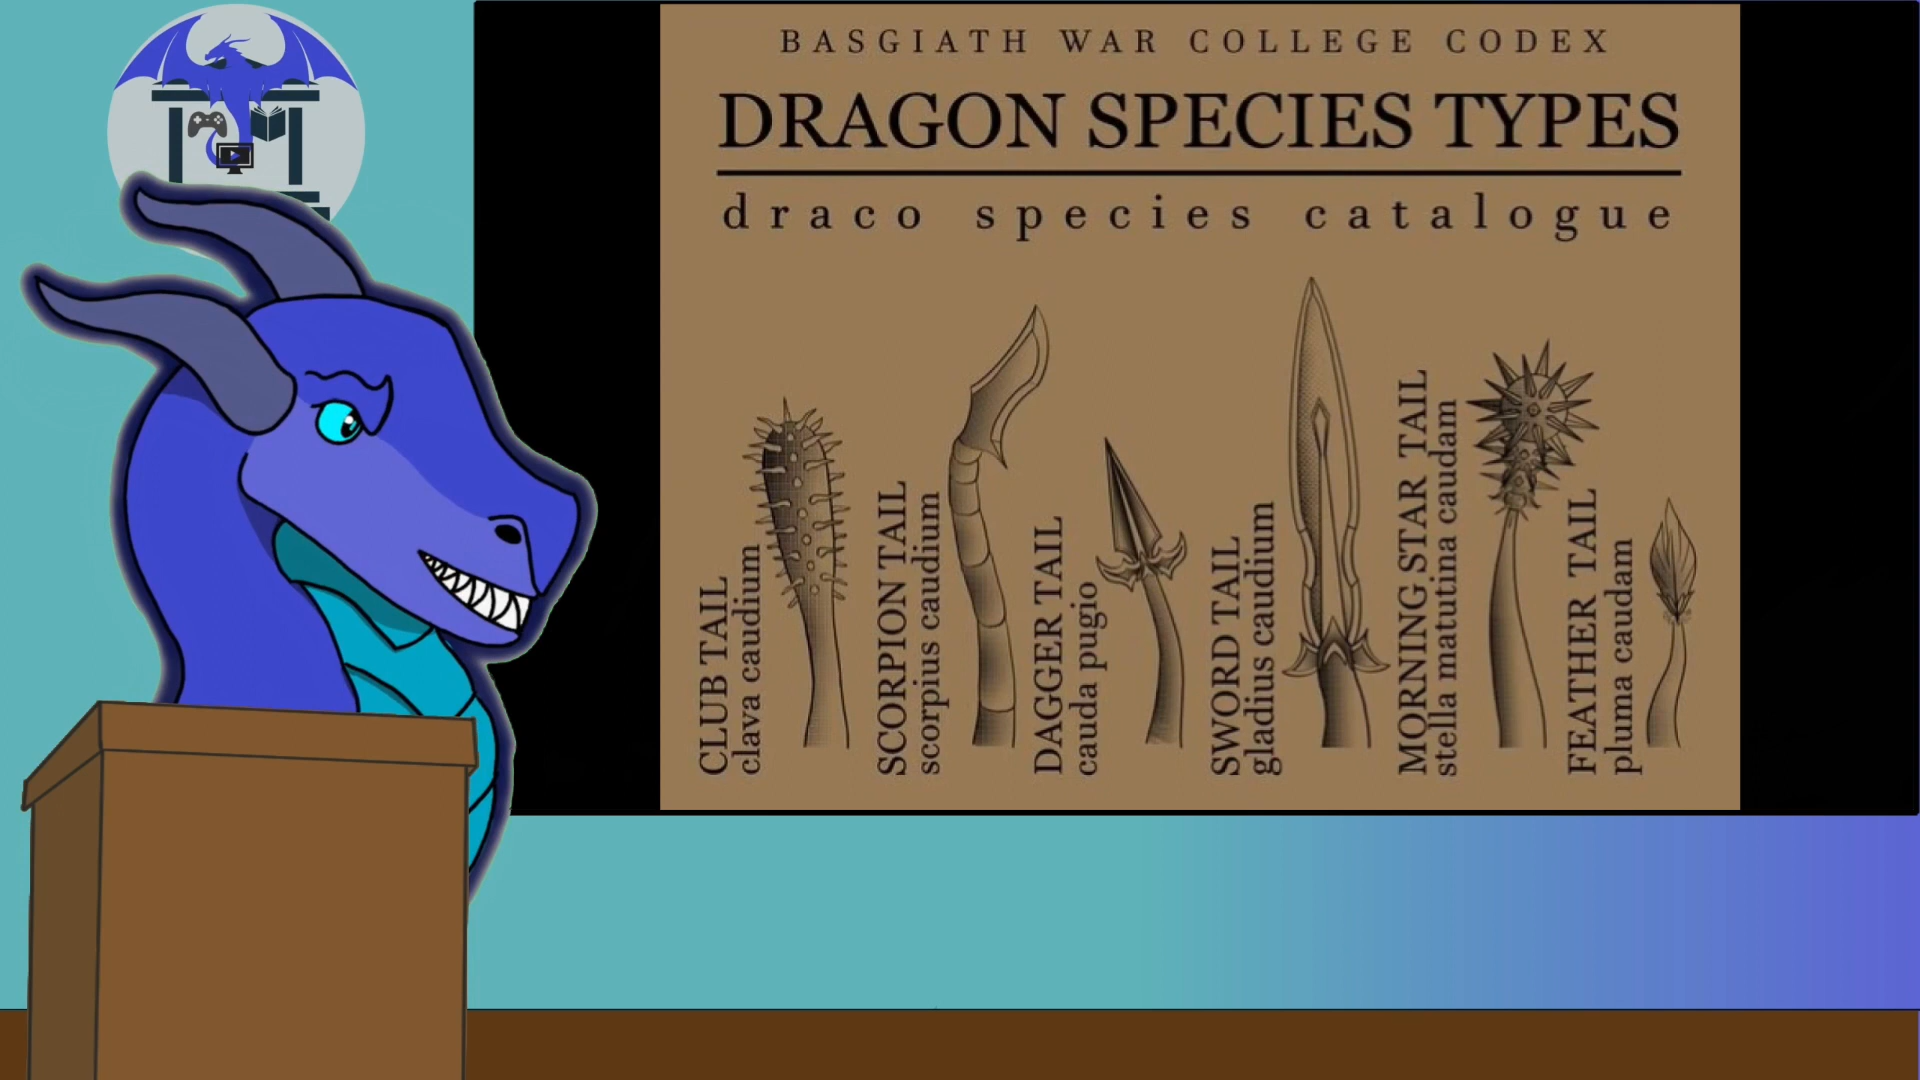 BASGIATH WAR COLLEGE CODEX
DRAGON SPECIES TYPES
draco species catalogue
CLUB TAIL
clava caudium
SCORPION TAIL
scorpius caudium
DAGGER TAIL
cauda pugio
SWORD TAIL
gladius caudium
MORNING STAR TAIL
stella matutina caudam
FEATHER TAIL
pluma caudam